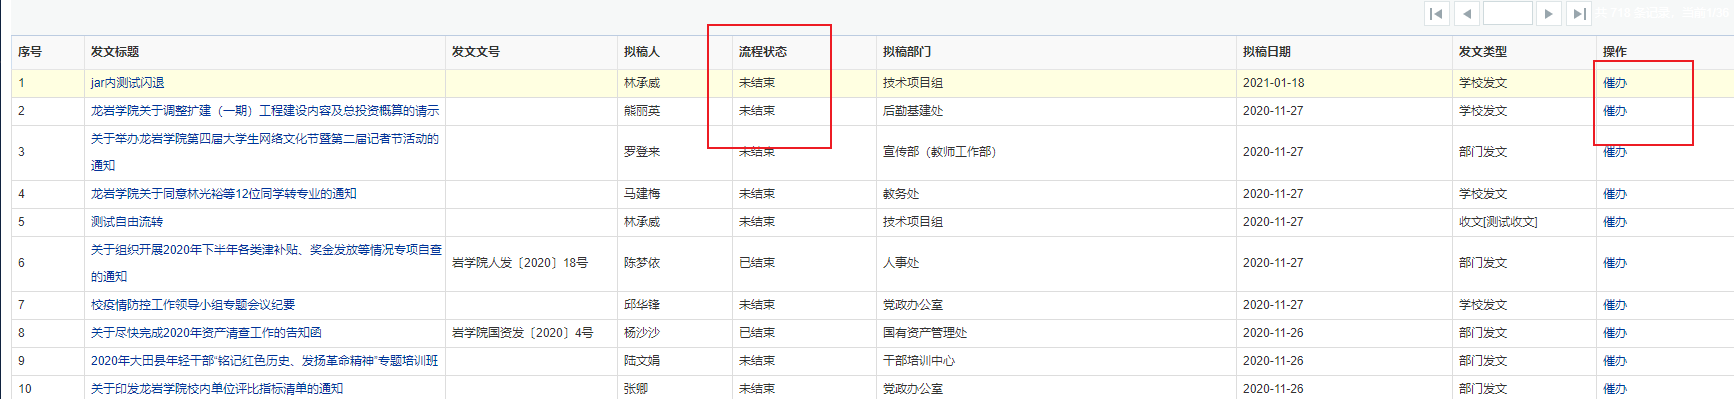 共 718 条记录，当前1/36
序号 发文标题 发文文号 拟稿人 流程状态 拟稿部门 拟稿日期 发文类型 操作
1 jar内测试闪退 林承威 未结束 技术项目组 2021-01-18 学校发文 催办
2 龙岩学院关于调整扩建（一期）工程建设内容及总投资概算的请示 熊丽英 未结束 后勤基建处 2020-11-27 学校发文 催办
关于举办龙岩学院第四届大学生网络文化节暨第二届记者节活动的
3 通知 罗登来 未结束 宣传部（教师工作部） 2020-11-27 部门发文 催办
4 龙岩学院关于同意林光裕等12位同学转专业的通知 马建梅 未结束 教务处 2020-11-27 学校发文 催办
5 测试自由流转 林承威 未结束 技术项目组 2020-11-27 收文[测试收文] 催办
关于组织开展2020年下半年各类津补贴、奖金发放等情况专项自查
6 的通知 岩学院人发〔2020〕18号 陈梦依 已结束 人事处 2020-11-27 部门发文 催办
7 校疫情防控工作领导小组专题会议纪要 邱华锋 未结束 党政办公室 2020-11-27 学校发文 催办
8 关于尽快完成2020年资产清查工作的告知函 岩学院国资发〔2020〕4号 杨沙沙 已结束 国有资产管理处 2020-11-26 部门发文 催办
9 2020年大田县年轻干部“铭记红色历史、发扬革命精神”专题培训班 陆文娟 未结束 干部培训中心 2020-11-26 部门发文 催办
10 关于印发龙岩学院校内单位评比指标清单的通知 张卿 未结束 党政办公室 2020-11-26 部门发文 催办